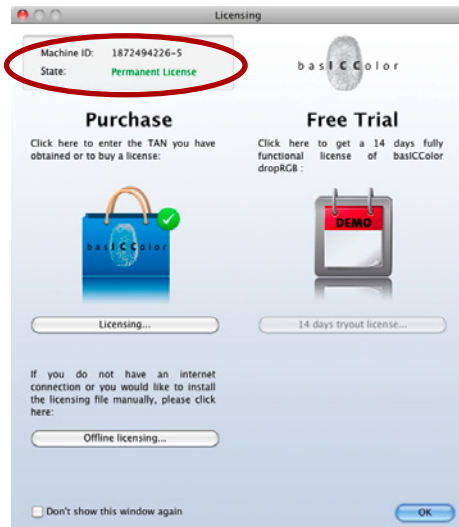 Licensing
Machine ID: 1872494226-5
State: Permanent License
basICColor
Purchase
Click here to enter the TAN you have
obtained or to buy a license:
basICColor
Licensing...
If you do not have an internet
connection or you would like to install
the licensing file manually, please click
here:
Offline licensing...
Free Trial
Click here to get a 14 days fully
functional license of basICColor
dropRGB :
DEMO
14 days tryout license...
Don't show this window again
OK